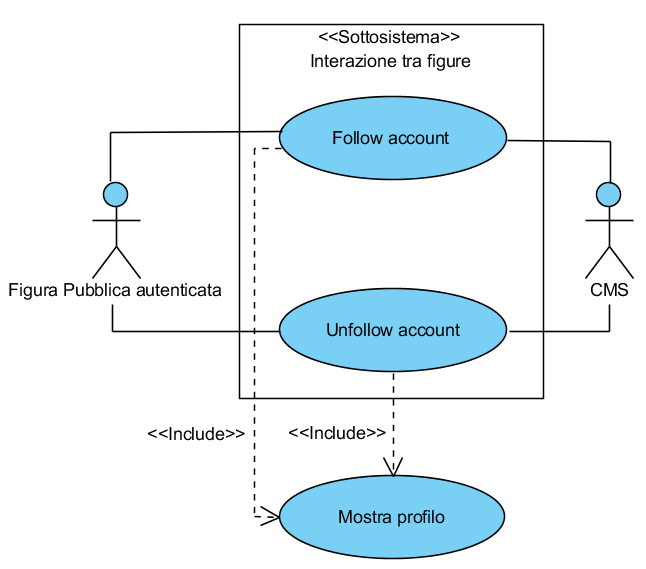 <<Sottosistema>>
Interazione tra figure
Follow account
Figura Pubblica autenticata
CMS
Unfollow account
<<Include>>
<<Include>>
Mostra profilo